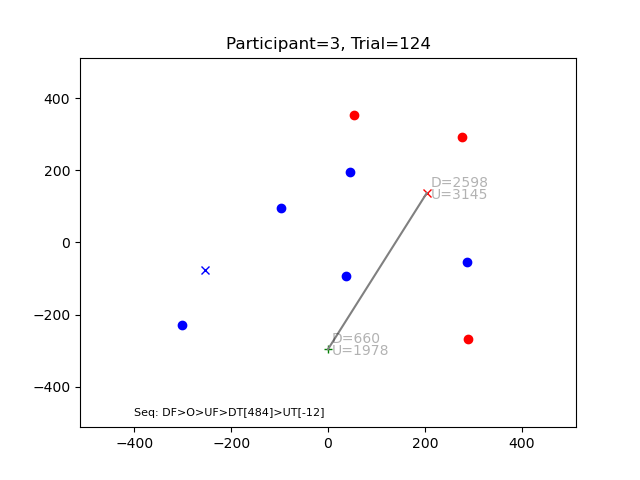 Participant=3, Trial=124
400
200
0
−200
−400
D=2598
U=3145
D=660
U=1978
Seq: DF>O>UF>DT[484]>UT[-12]
−400
−200
0
200
400